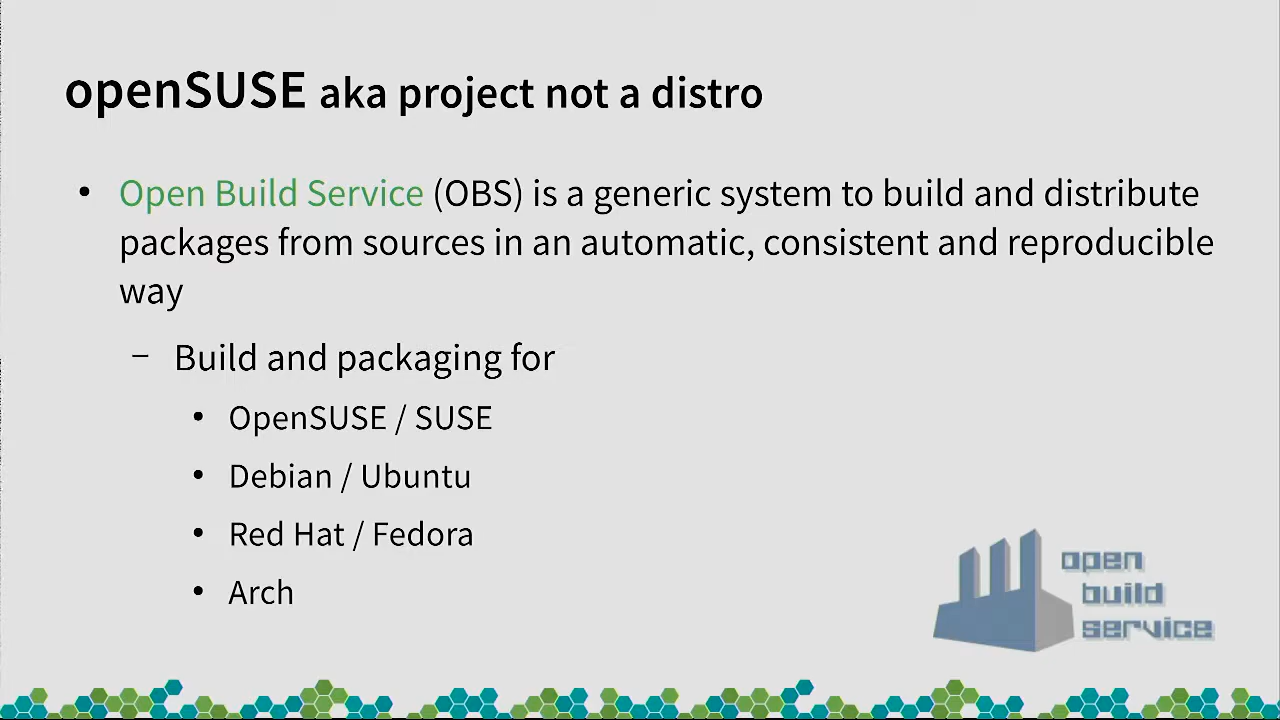 openSUSE aka project not a distro
• Open Build Service (OBS) is a generic system to build and distribute
packages from sources in an automatic, consistent and reproducible
way
– Build and packaging for
• OpenSUSE / SUSE
• Debian / Ubuntu
• Red Hat / Fedora
• Arch
open
build
service